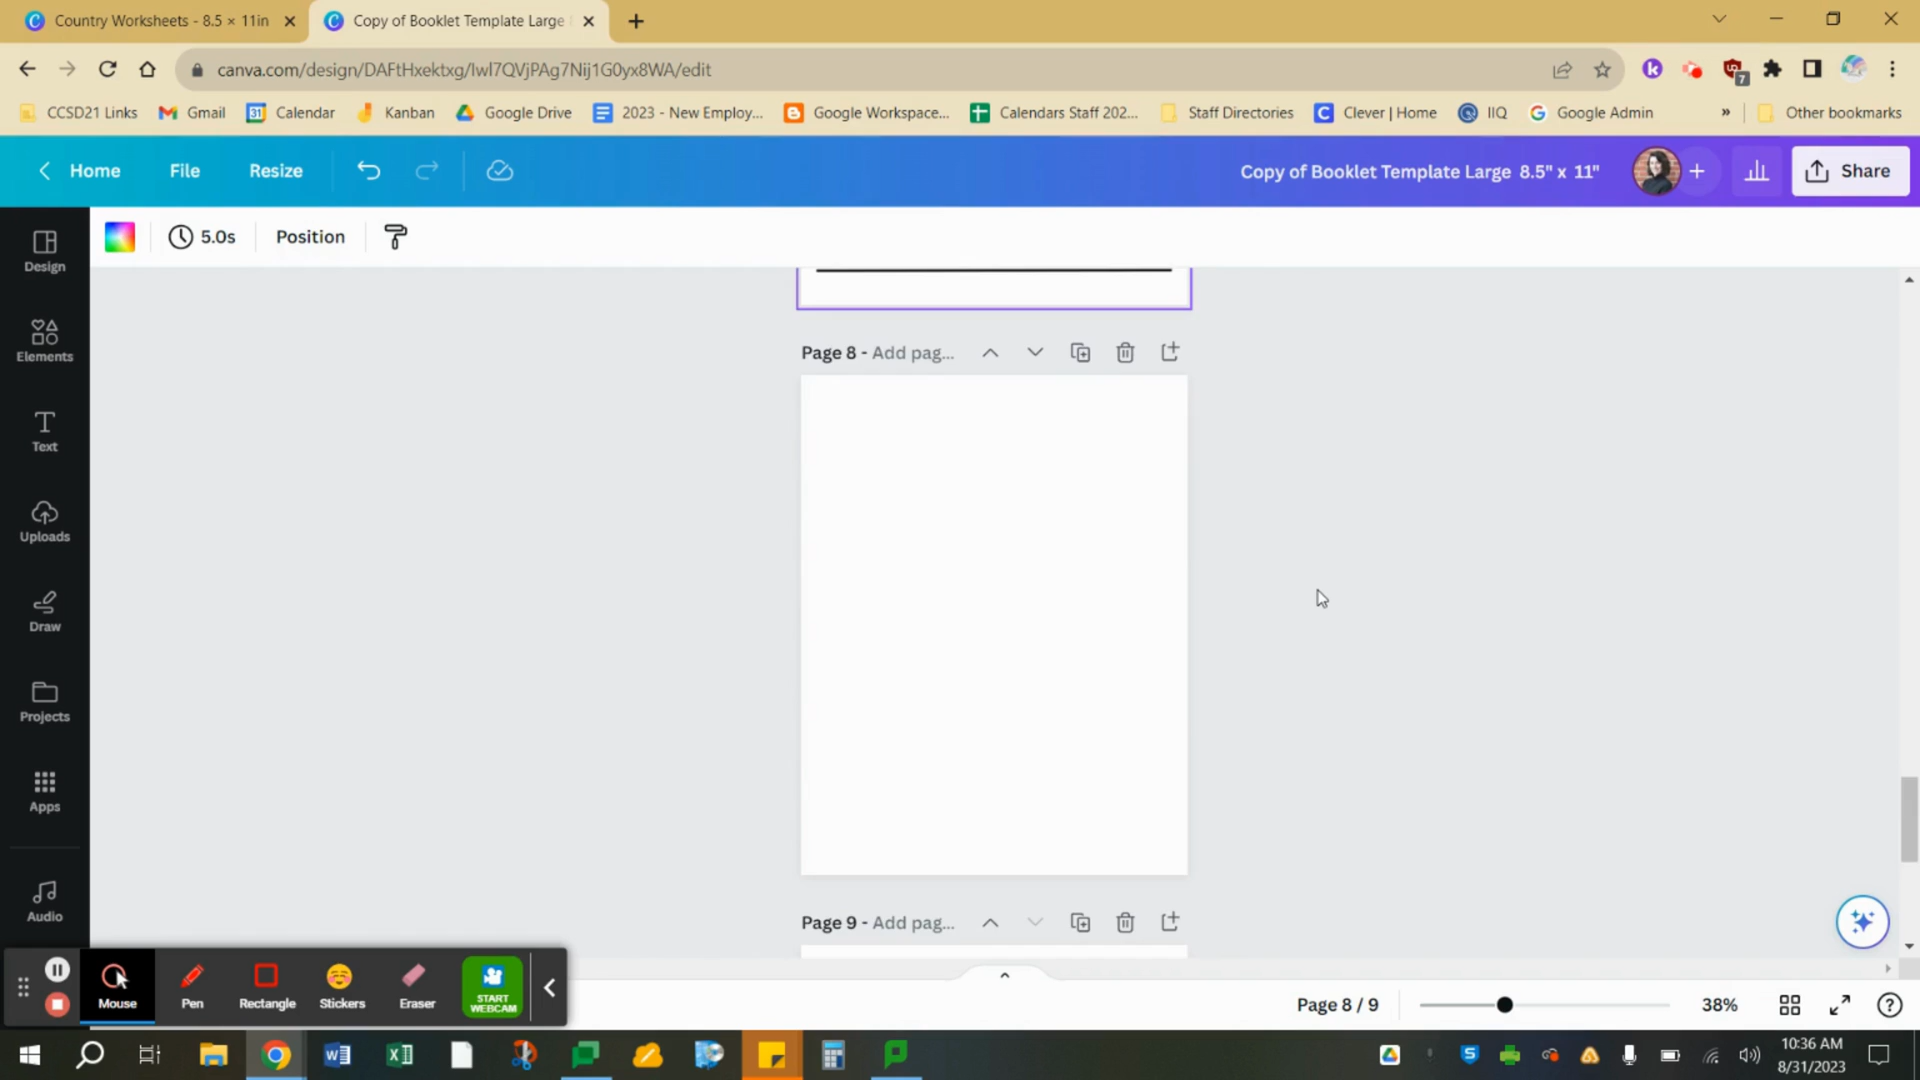 Country Worksheets - 8.5 × 11in
Copy of Booklet Template Large
canva.com/design/DAFtHxektxg/Iwl7QVjPAg7Nij1G0yx8WA/edit
7
CCSD21 Links
Gmail
31
Calendar
Kanban
Google Drive
2023 - New Employ...
Google Workspace...
Calendars Staff 202...
Staff Directories
Clever | Home
IIQ
Google Admin
»
Other bookmarks
Home
File
Resize
Copy of Booklet Template Large 8.5" x 11"
Share
5.0s
Position
Design
Elements
Text
Uploads
Draw
Projects
Apps
Audio
Page 8 - Add pag...
Page 9 - Add pag...
Mouse
Pen
Rectangle
Stickers
Eraser
START
WEBCAM
Page 8 / 9
38%
10:36 AM
8/31/2023